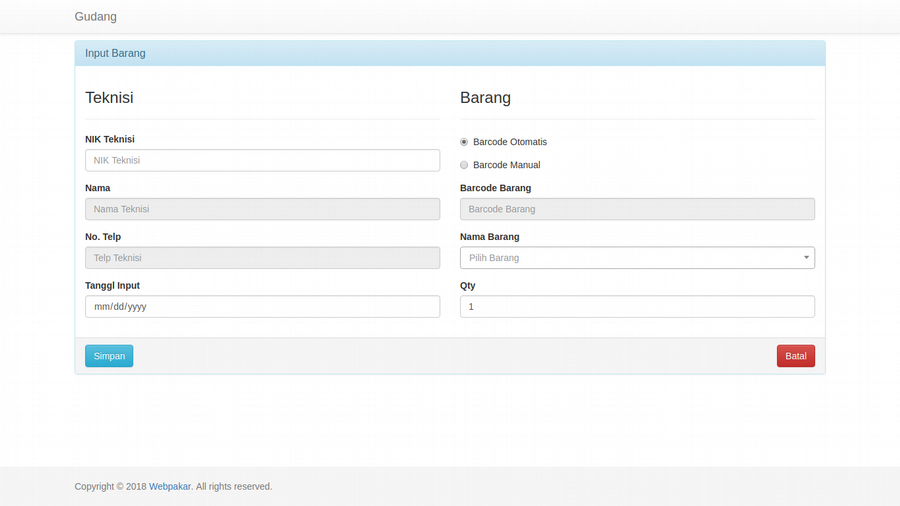 Gudang
Input Barang
Teknisi
NIK Teknisi
NIK Teknisi
Nama
Nama Teknisi
No. Telp
Telp Teknisi
Tanggl Input
mm/dd/yyyy
Barang
Barcode Otomatis
Barcode Manual
Barcode Barang
Barcode Barang
Nama Barang
Pilih Barang
Qty
1
Simpan
Batal
Copyright © 2018 Webpakar. All rights reserved.